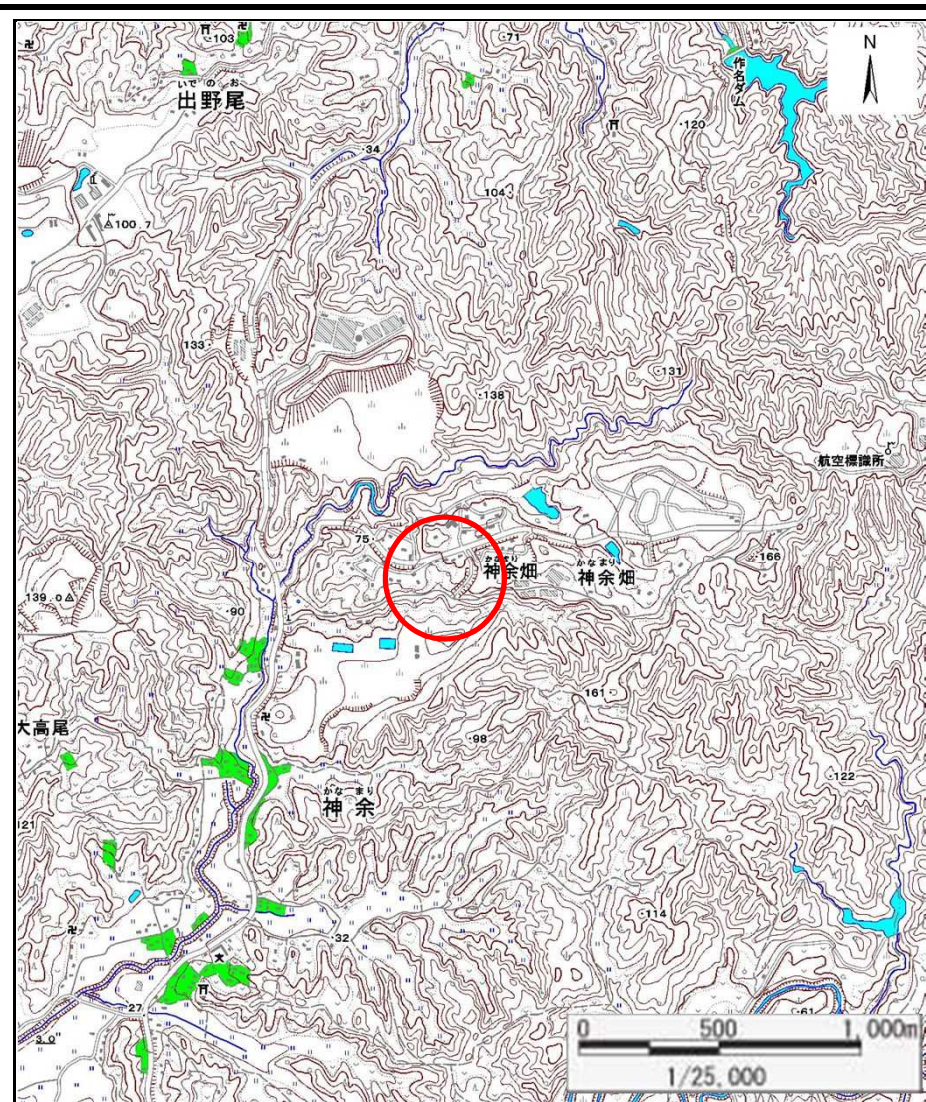 ・103
・71
N
作名ダム
いで の お
出野尾
・120
・34
104・
100.7
133・
・131
・138
航空標識所
75・
かなまり
神余畑
かなまり
神余畑
・166
139.0
・90
161・
大高尾
・98
・122
かな まり
神余
121
・114
・32
・27
・61
3.0
0 500 1,000m
1/25,000